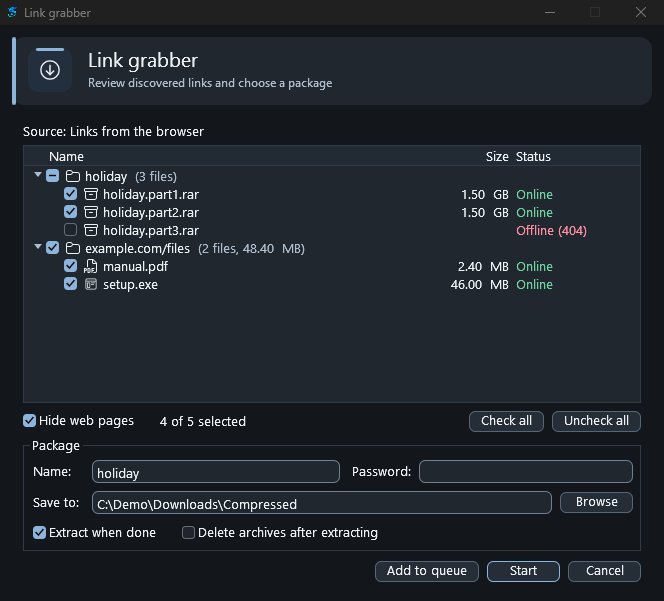 Link grabber
Link grabber
Review discovered links and choose a package
Source: Links from the browser
Name Size Status
holiday (3 files)
holiday.part1.rar 1.50 GB Online
holiday.part2.rar 1.50 GB Online
holiday.part3.rar Offline (404)
example.com/files (2 files, 48.40 MB)
PDF manual.pdf 2.40 MB Online
setup.exe 46.00 MB Online
Hide web pages 4 of 5 selected Check all Uncheck all
Package
Name: holiday Password:
Save to: C:\Demo\Downloads\Compressed Browse
Extract when done Delete archives after extracting
Add to queue Start Cancel